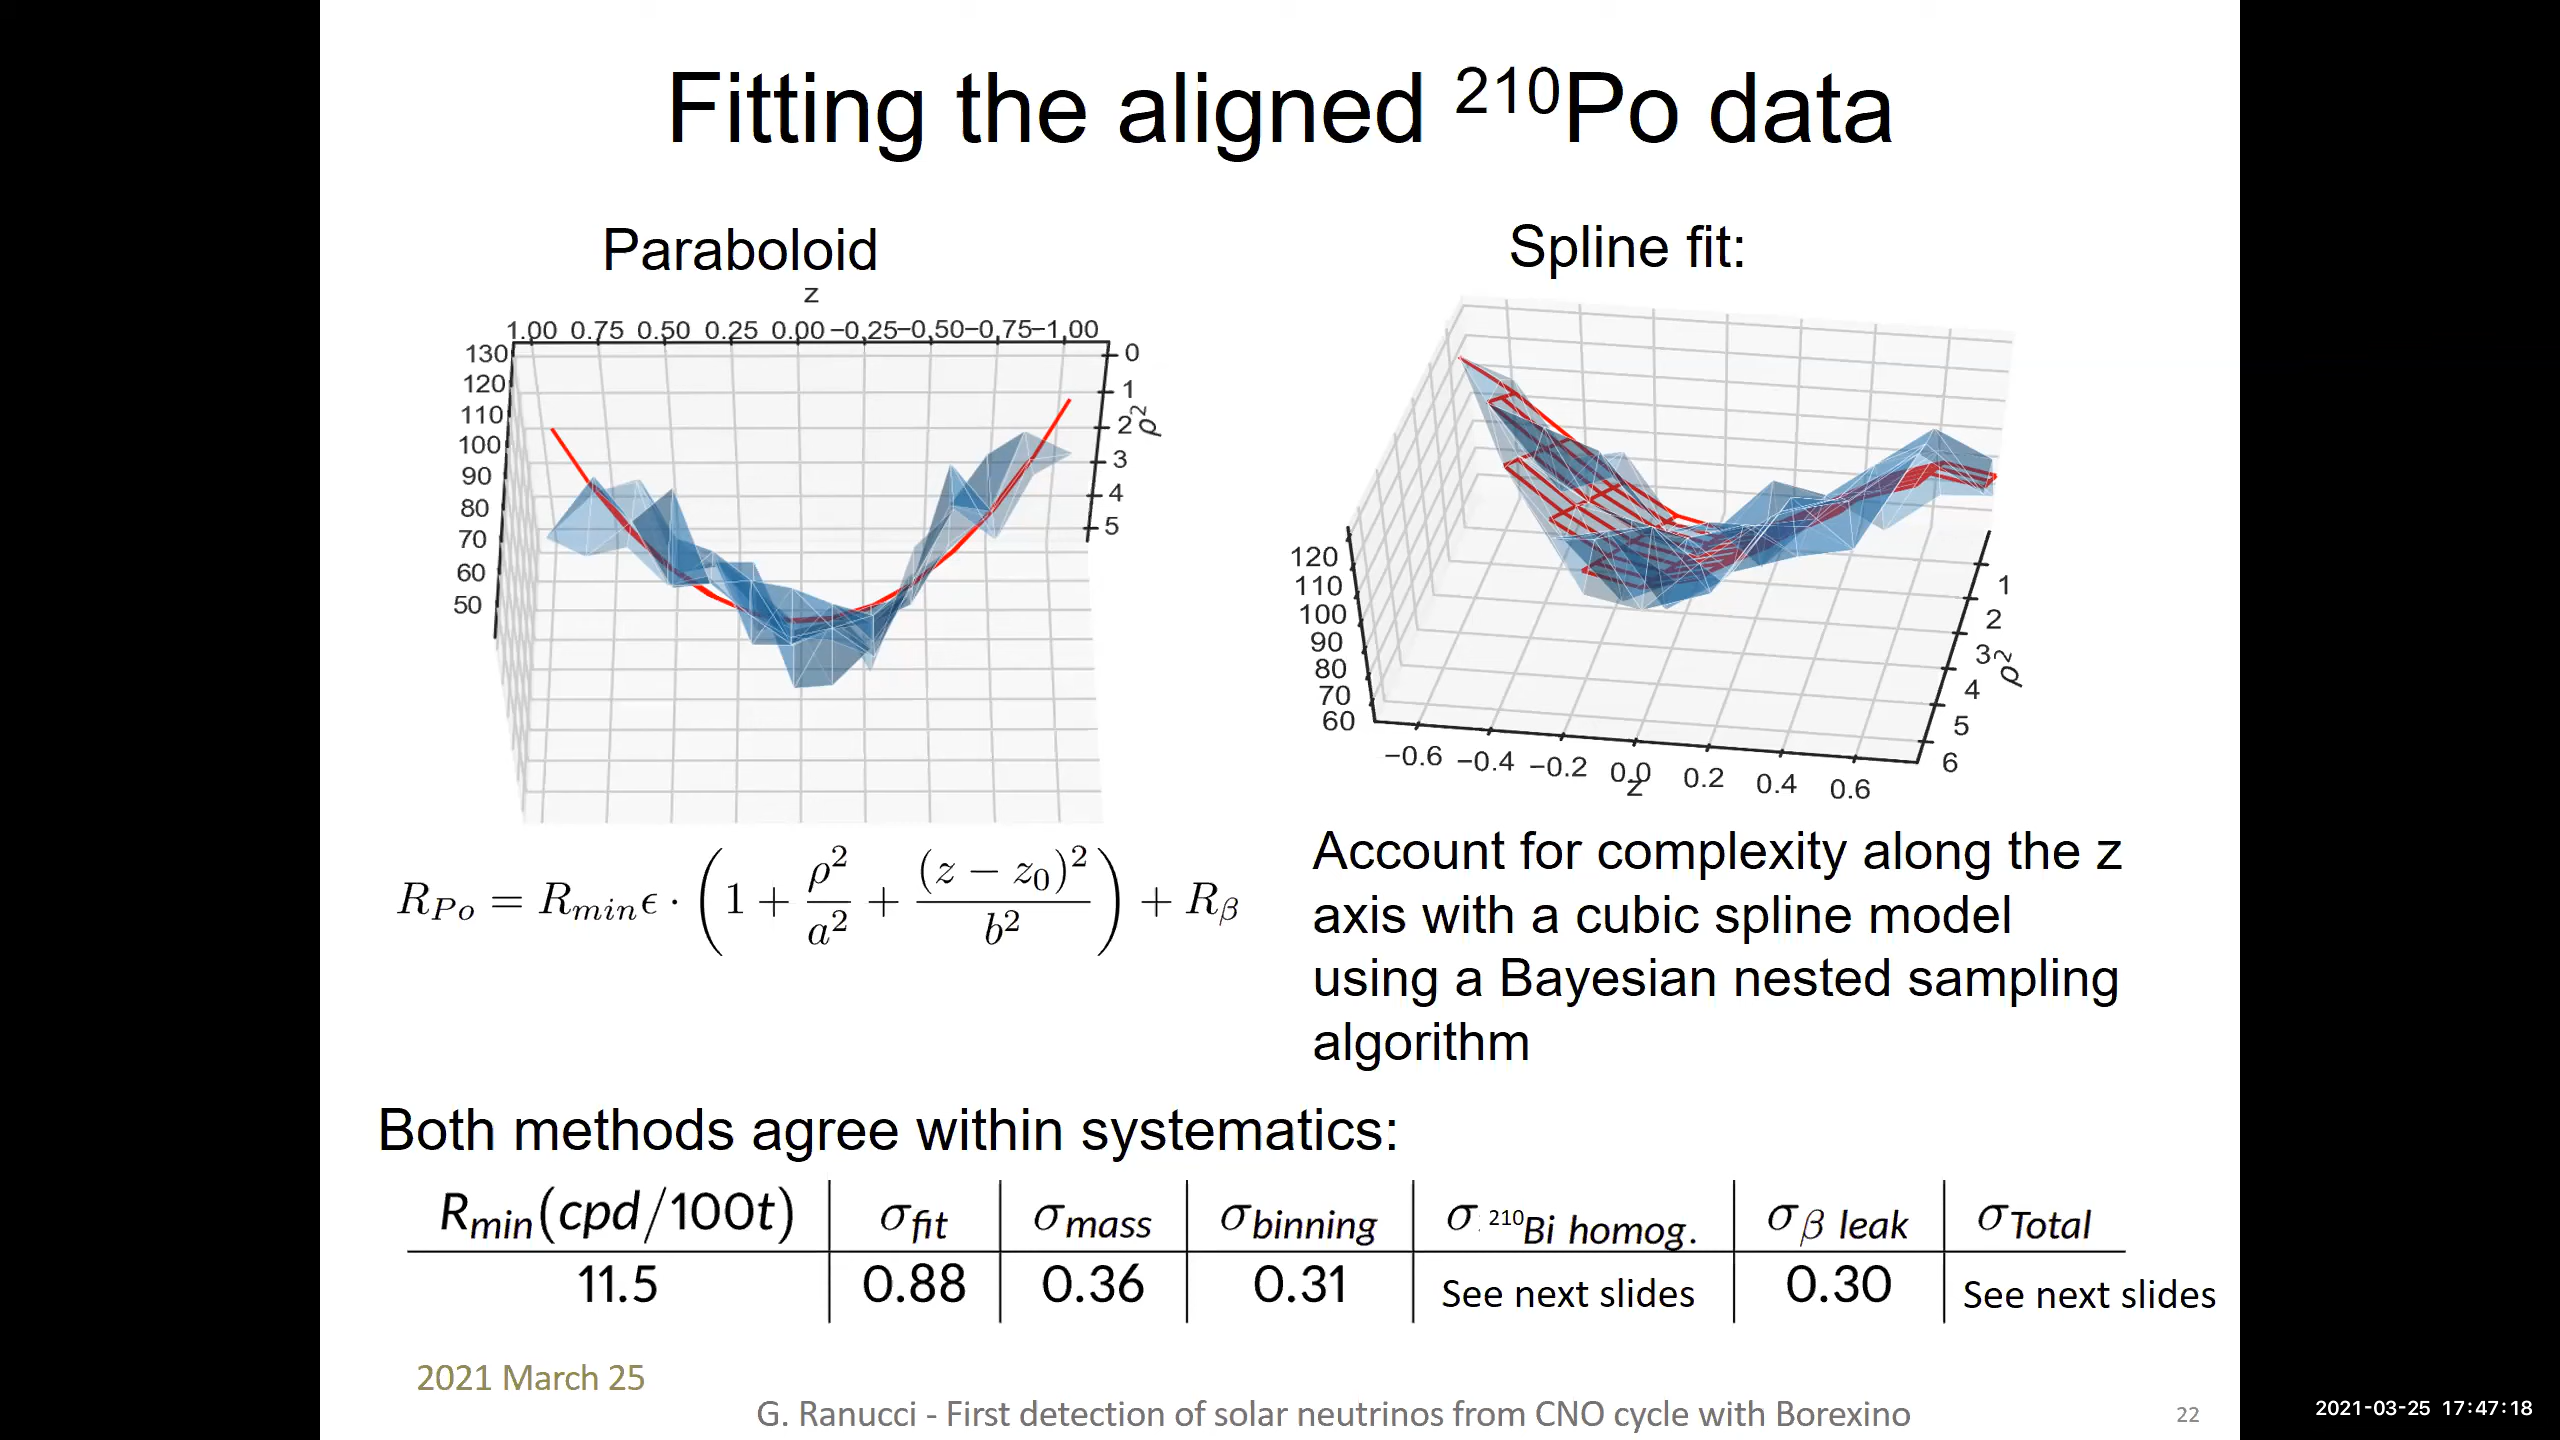 Fitting the aligned ²¹⁰Po data
Paraboloid
z
1.00 0.75 0.50 0.25 0.00 −0.25 −0.50 −0.75 −1.00
130
120
110
100
90
80
70
60
50
0
1
2
3
4
5
ρ²
R_Po = R_min ϵ · (1 + ρ²/a² + (z − z₀)²/b²) + R_β
Spline fit:
120
110
100
90
80
70
60
−0.6 −0.4 −0.2 0.0 0.2 0.4 0.6
z
1
2
3
4
5
6
ρ²
Account for complexity along the z
axis with a cubic spline model
using a Bayesian nested sampling
algorithm
Both methods agree within systematics:
R_min(cpd/100t) σ_fit σ_mass σ_binning σ_²¹⁰Bi homog. σ_β leak σ_Total
11.5 0.88 0.36 0.31 See next slides 0.30 See next slides
2021 March 25
G. Ranucci - First detection of solar neutrinos from CNO cycle with Borexino
22
2021-03-25 17:47:18